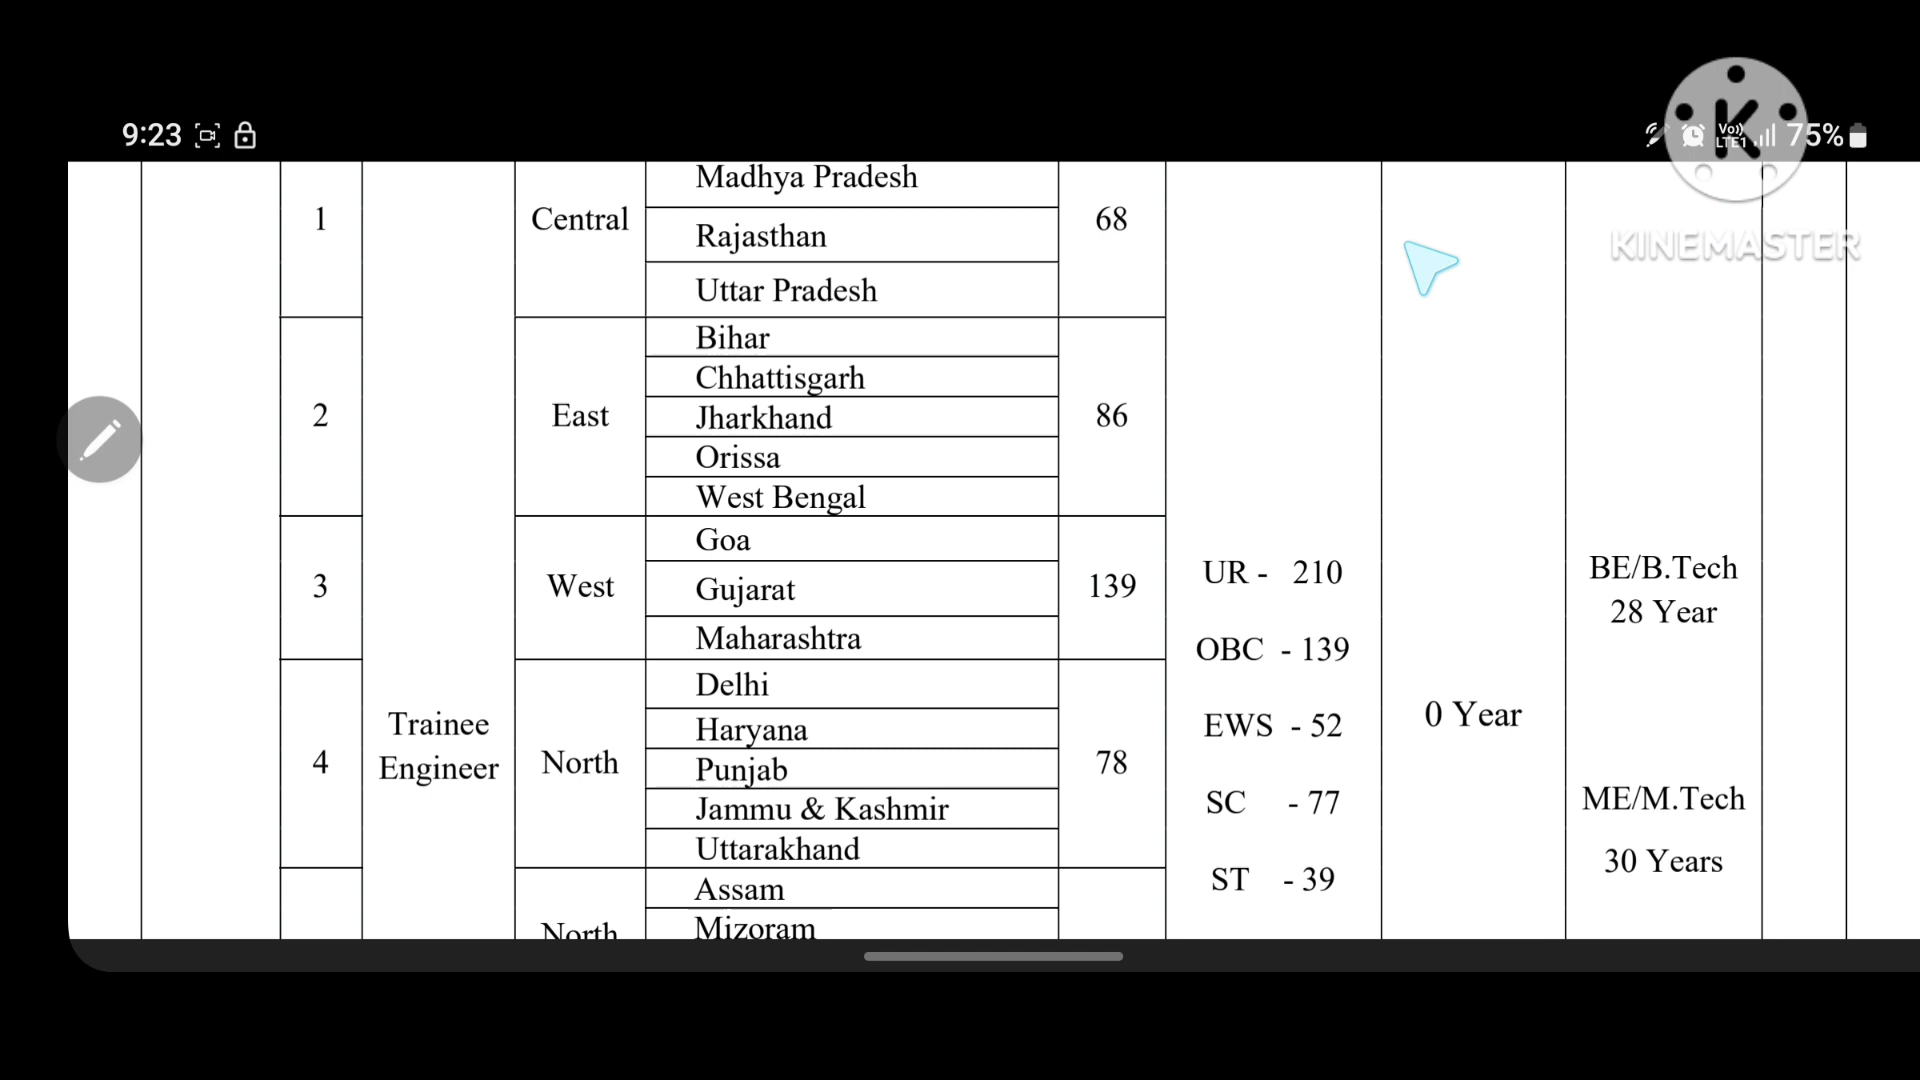 9:23
Vo)) LTE1 75%
KINEMASTER
1 Central Madhya Pradesh 68
Rajasthan
Uttar Pradesh
2 East Bihar 86
Chhattisgarh
Jharkhand
Orissa
West Bengal
3 West Goa 139
Gujarat
Maharashtra
4 Trainee Engineer North Delhi 78
Haryana
Punjab
Jammu & Kashmir
Uttarakhand
North Assam
Mizoram
UR - 210
OBC - 139
EWS - 52
SC - 77
ST - 39
0 Year
BE/B.Tech
28 Year
ME/M.Tech
30 Years